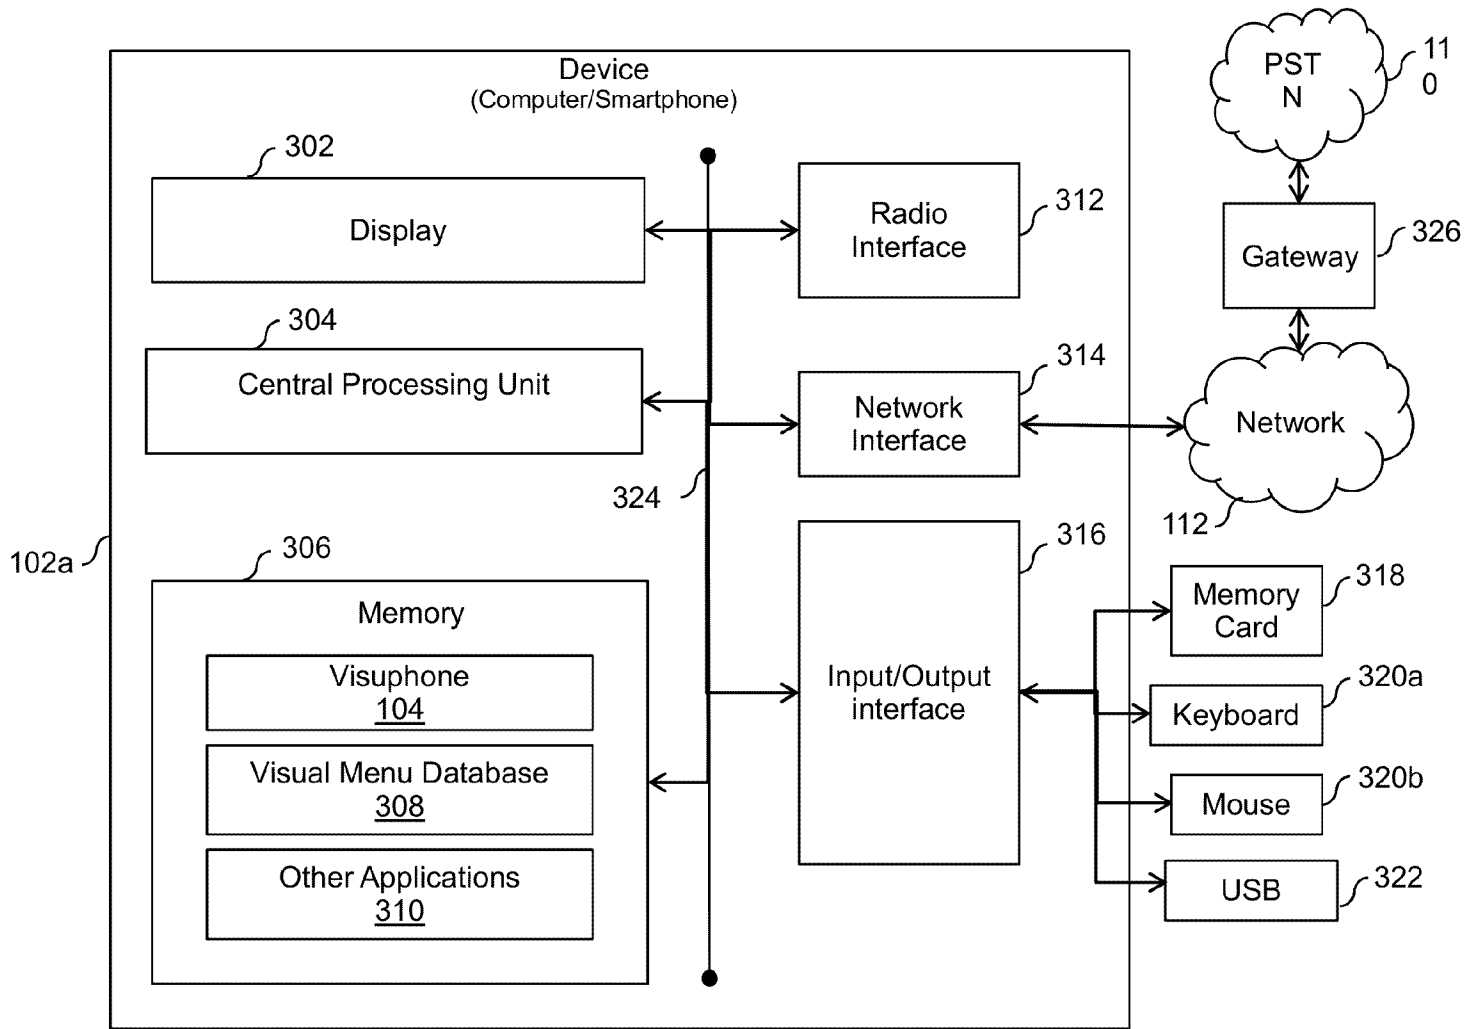 Device
(Computer/Smartphone)
PST
N
11
0
302
Display
Radio
Interface
312
Gateway
326
304
Central Processing Unit
Network
Interface
314
Network
112
324
102a
306
Memory
Visuphone
104
Visual Menu Database
308
Other Applications
310
Input/Output
interface
316
Memory
Card
318
Keyboard
320a
Mouse
320b
USB
322